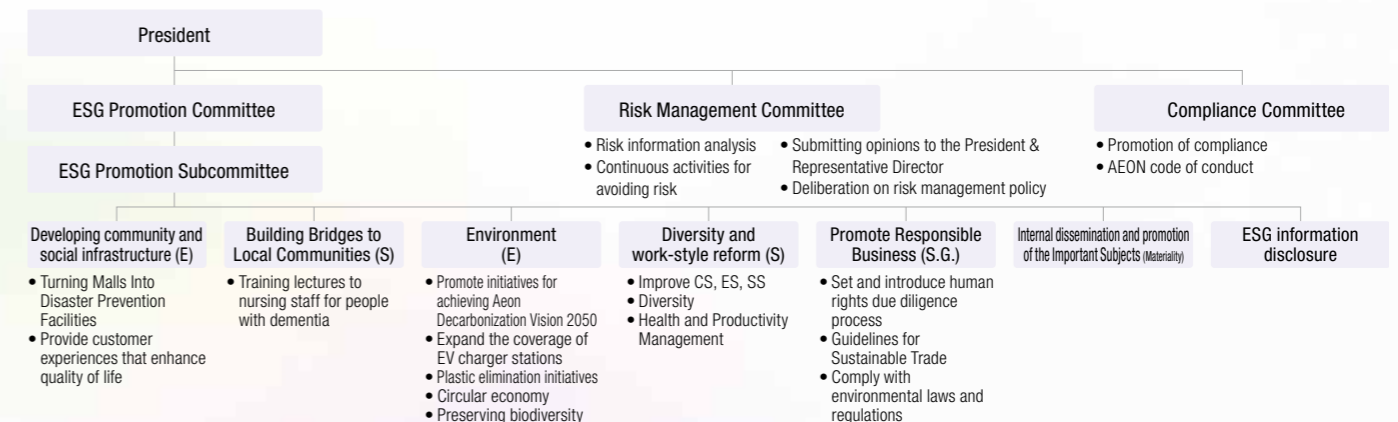 President
ESG Promotion Committee
Risk Management Committee
Compliance Committee
• Risk information analysis
• Continuous activities for
avoiding risk
• Submitting opinions to the President &
Representative Director
• Deliberation on risk management policy
• Promotion of compliance
• AEON code of conduct
ESG Promotion Subcommittee
Developing community and
social infrastructure (E)
• Turning Malls Into
Disaster Prevention
Facilities
• Provide customer
experiences that enhance
quality of life
Building Bridges to
Local Communities (S)
• Training lectures to
nursing staff for people
with dementia
Environment
(E)
• Promote initiatives for
achieving Aeon
Decarbonization Vision 2050
• Expand the coverage of
EV charger stations
• Plastic elimination initiatives
• Circular economy
• Preserving biodiversity
Diversity and
work-style reform (S)
• Improve CS, ES, SS
• Diversity
• Health and Productivity
Management
Promote Responsible
Business (S.G.)
• Set and introduce human
rights due diligence
process
• Guidelines for
Sustainable Trade
• Comply with
environmental laws and
regulations
Internal dissemination and promotion
of the Important Subjects (Materiality)
ESG information
disclosure